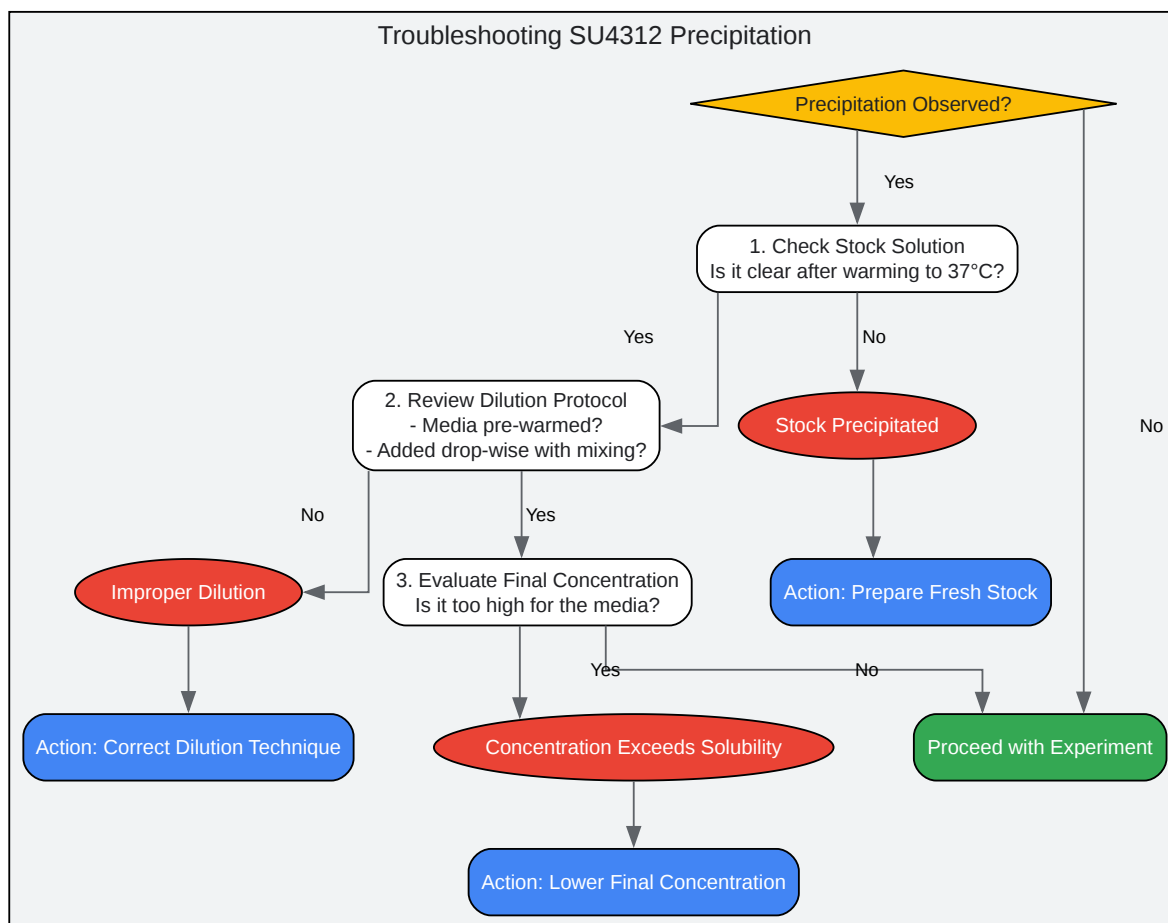 Troubleshooting SU4312 Precipitation
Precipitation Observed?
Yes
1. Check Stock Solution
Is it clear after warming to 37°C?
Yes
No
2. Review Dilution Protocol
- Media pre-warmed?
- Added drop-wise with mixing?
Stock Precipitated
No
No
Yes
Improper Dilution
3. Evaluate Final Concentration
Is it too high for the media?
Action: Prepare Fresh Stock
Yes
No
Action: Correct Dilution Technique
Concentration Exceeds Solubility
Proceed with Experiment
Action: Lower Final Concentration